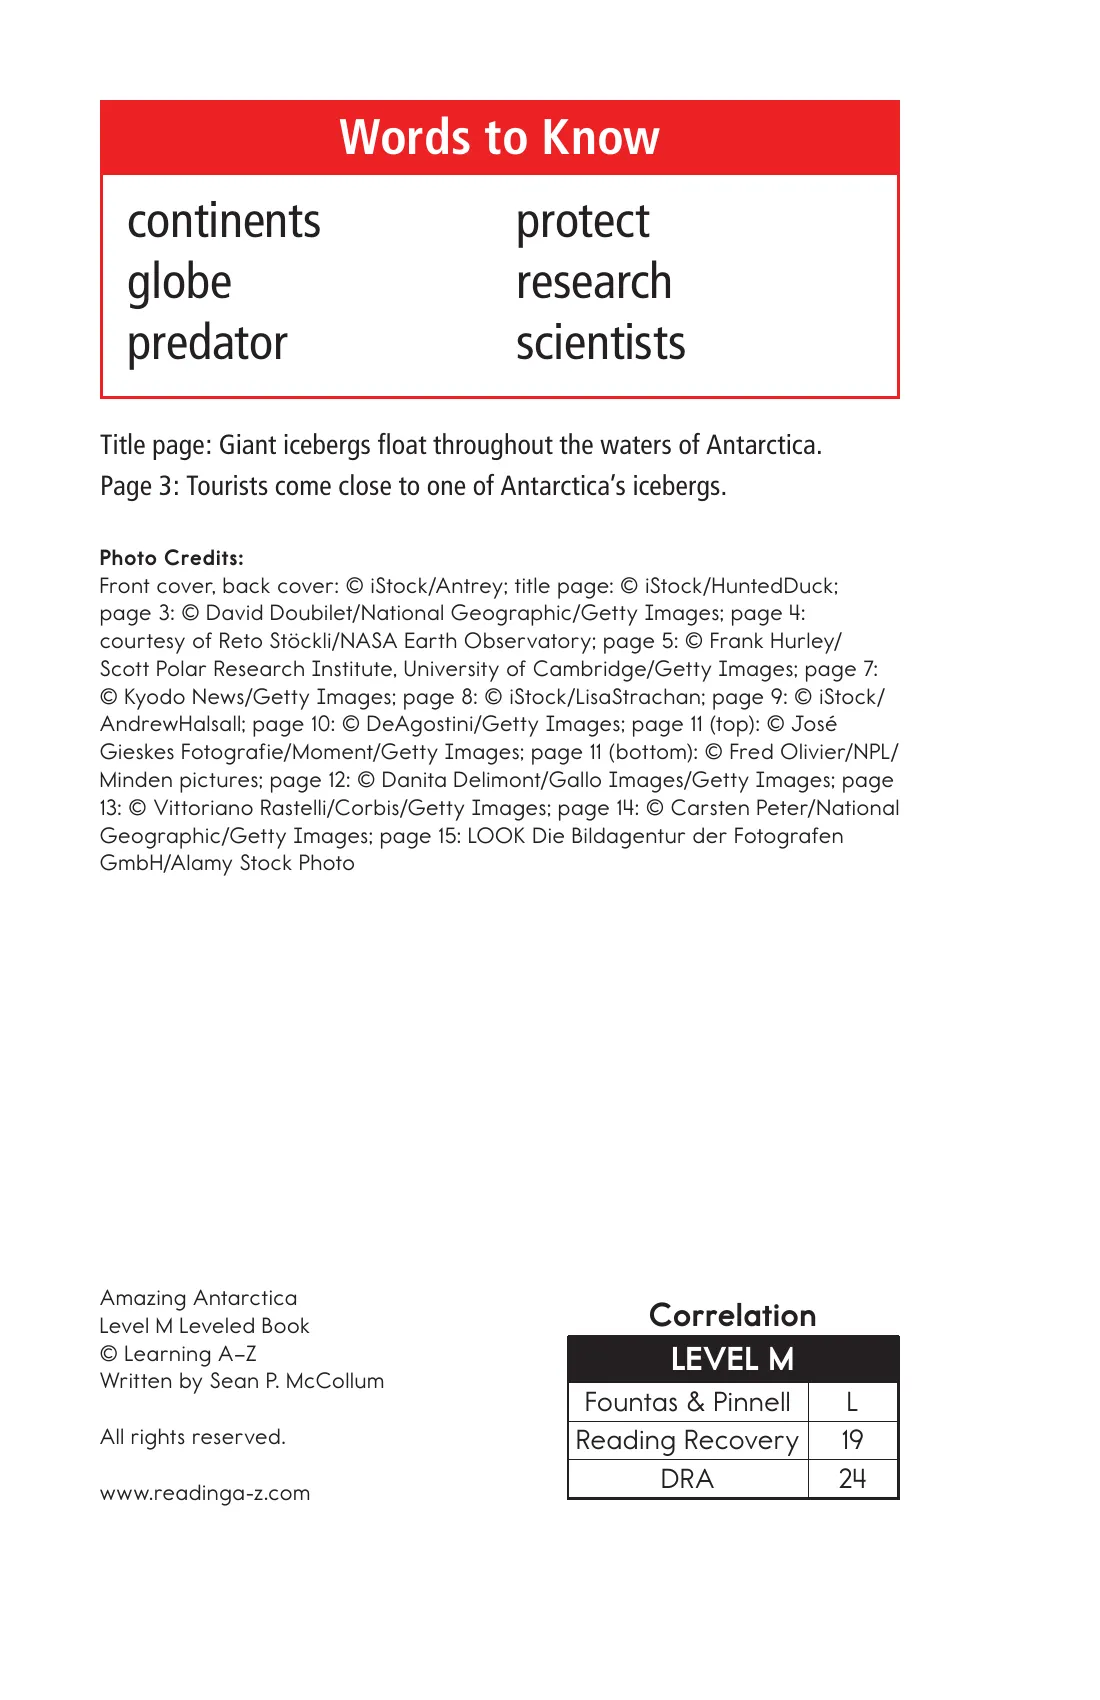 Words to Know
continents
globe
predator
protect
research
scientists
Title page: Giant icebergs float throughout the waters of Antarctica.
Page 3: Tourists come close to one of Antarctica’s icebergs.
Photo Credits:
Front cover, back cover: © iStock/Antrey; title page: © iStock/HuntedDuck;
page 3: © David Doubilet/National Geographic/Getty Images; page 4:
courtesy of Reto Stöckli/NASA Earth Observatory; page 5: © Frank Hurley/
Scott Polar Research Institute, University of Cambridge/Getty Images; page 7:
© Kyodo News/Getty Images; page 8: © iStock/LisaStrachan; page 9: © iStock/
AndrewHalsall; page 10: © DeAgostini/Getty Images; page 11 (top): © José
Gieskes Fotografie/Moment/Getty Images; page 11 (bottom): © Fred Olivier/NPL/
Minden pictures; page 12: © Danita Delimont/Gallo Images/Getty Images; page
13: © Vittoriano Rastelli/Corbis/Getty Images; page 14: © Carsten Peter/National
Geographic/Getty Images; page 15: LOOK Die Bildagentur der Fotografen
GmbH/Alamy Stock Photo
Amazing Antarctica
Level M Leveled Book
© Learning A–Z
Written by Sean P. McCollum
All rights reserved.
www.readinga-z.com
Correlation
LEVEL M
Fountas & Pinnell L
Reading Recovery 19
DRA 24